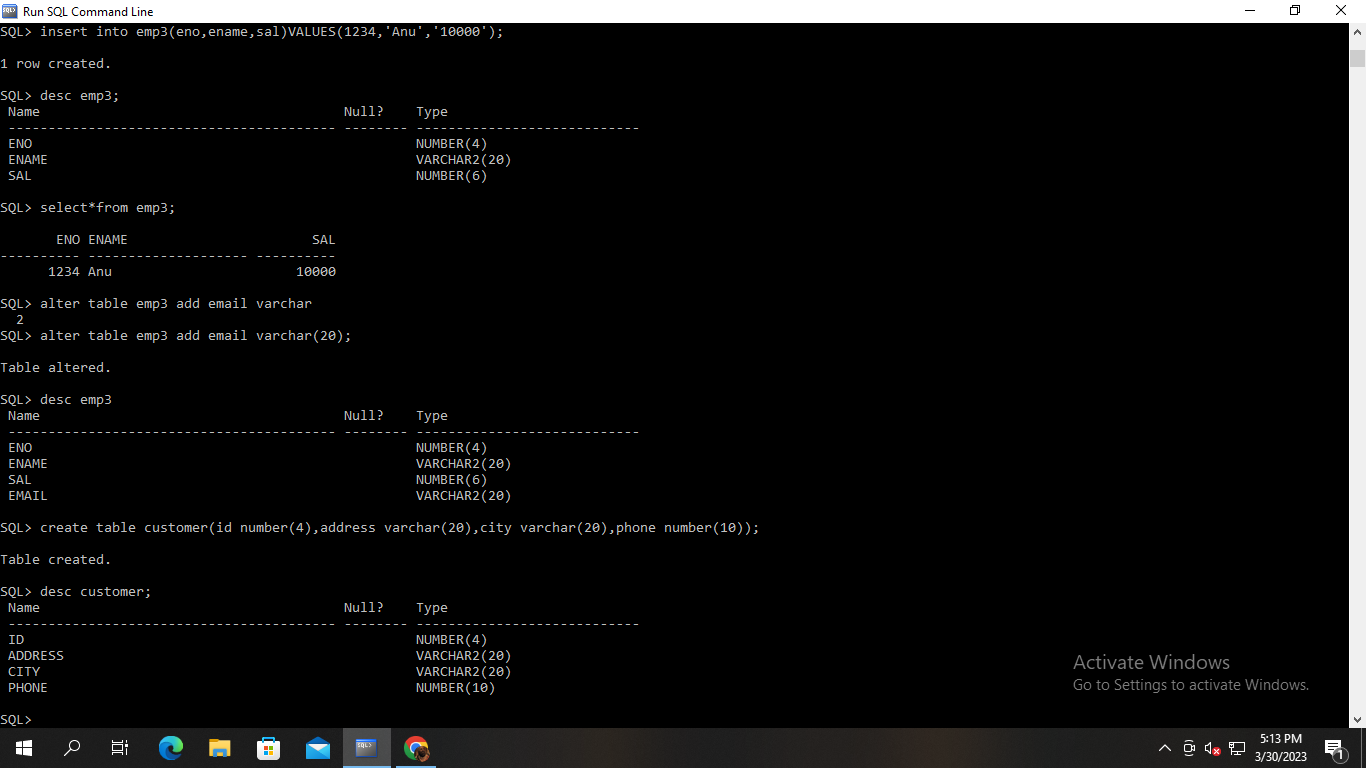 Run SQL Command Line
SQL> insert into emp3(eno,ename,sal)VALUES(1234,'Anu','10000');
1 row created.
SQL> desc emp3;
Name Null? Type
----------------------------------------- -------- ----------------------------
ENO NUMBER(4)
ENAME VARCHAR2(20)
SAL NUMBER(6)
SQL> select*from emp3;
ENO ENAME SAL
---------- -------------------- ----------
1234 Anu 10000
SQL> alter table emp3 add email varchar
2
SQL> alter table emp3 add email varchar(20);
Table altered.
SQL> desc emp3
Name Null? Type
----------------------------------------- -------- ----------------------------
ENO NUMBER(4)
ENAME VARCHAR2(20)
SAL NUMBER(6)
EMAIL VARCHAR2(20)
SQL> create table customer(id number(4),address varchar(20),city varchar(20),phone number(10));
Table created.
SQL> desc customer;
Name Null? Type
----------------------------------------- -------- ----------------------------
ID NUMBER(4)
ADDRESS VARCHAR2(20)
CITY VARCHAR2(20)
PHONE NUMBER(10)
SQL>
Activate Windows
Go to Settings to activate Windows.
5:13 PM
3/30/2023
1